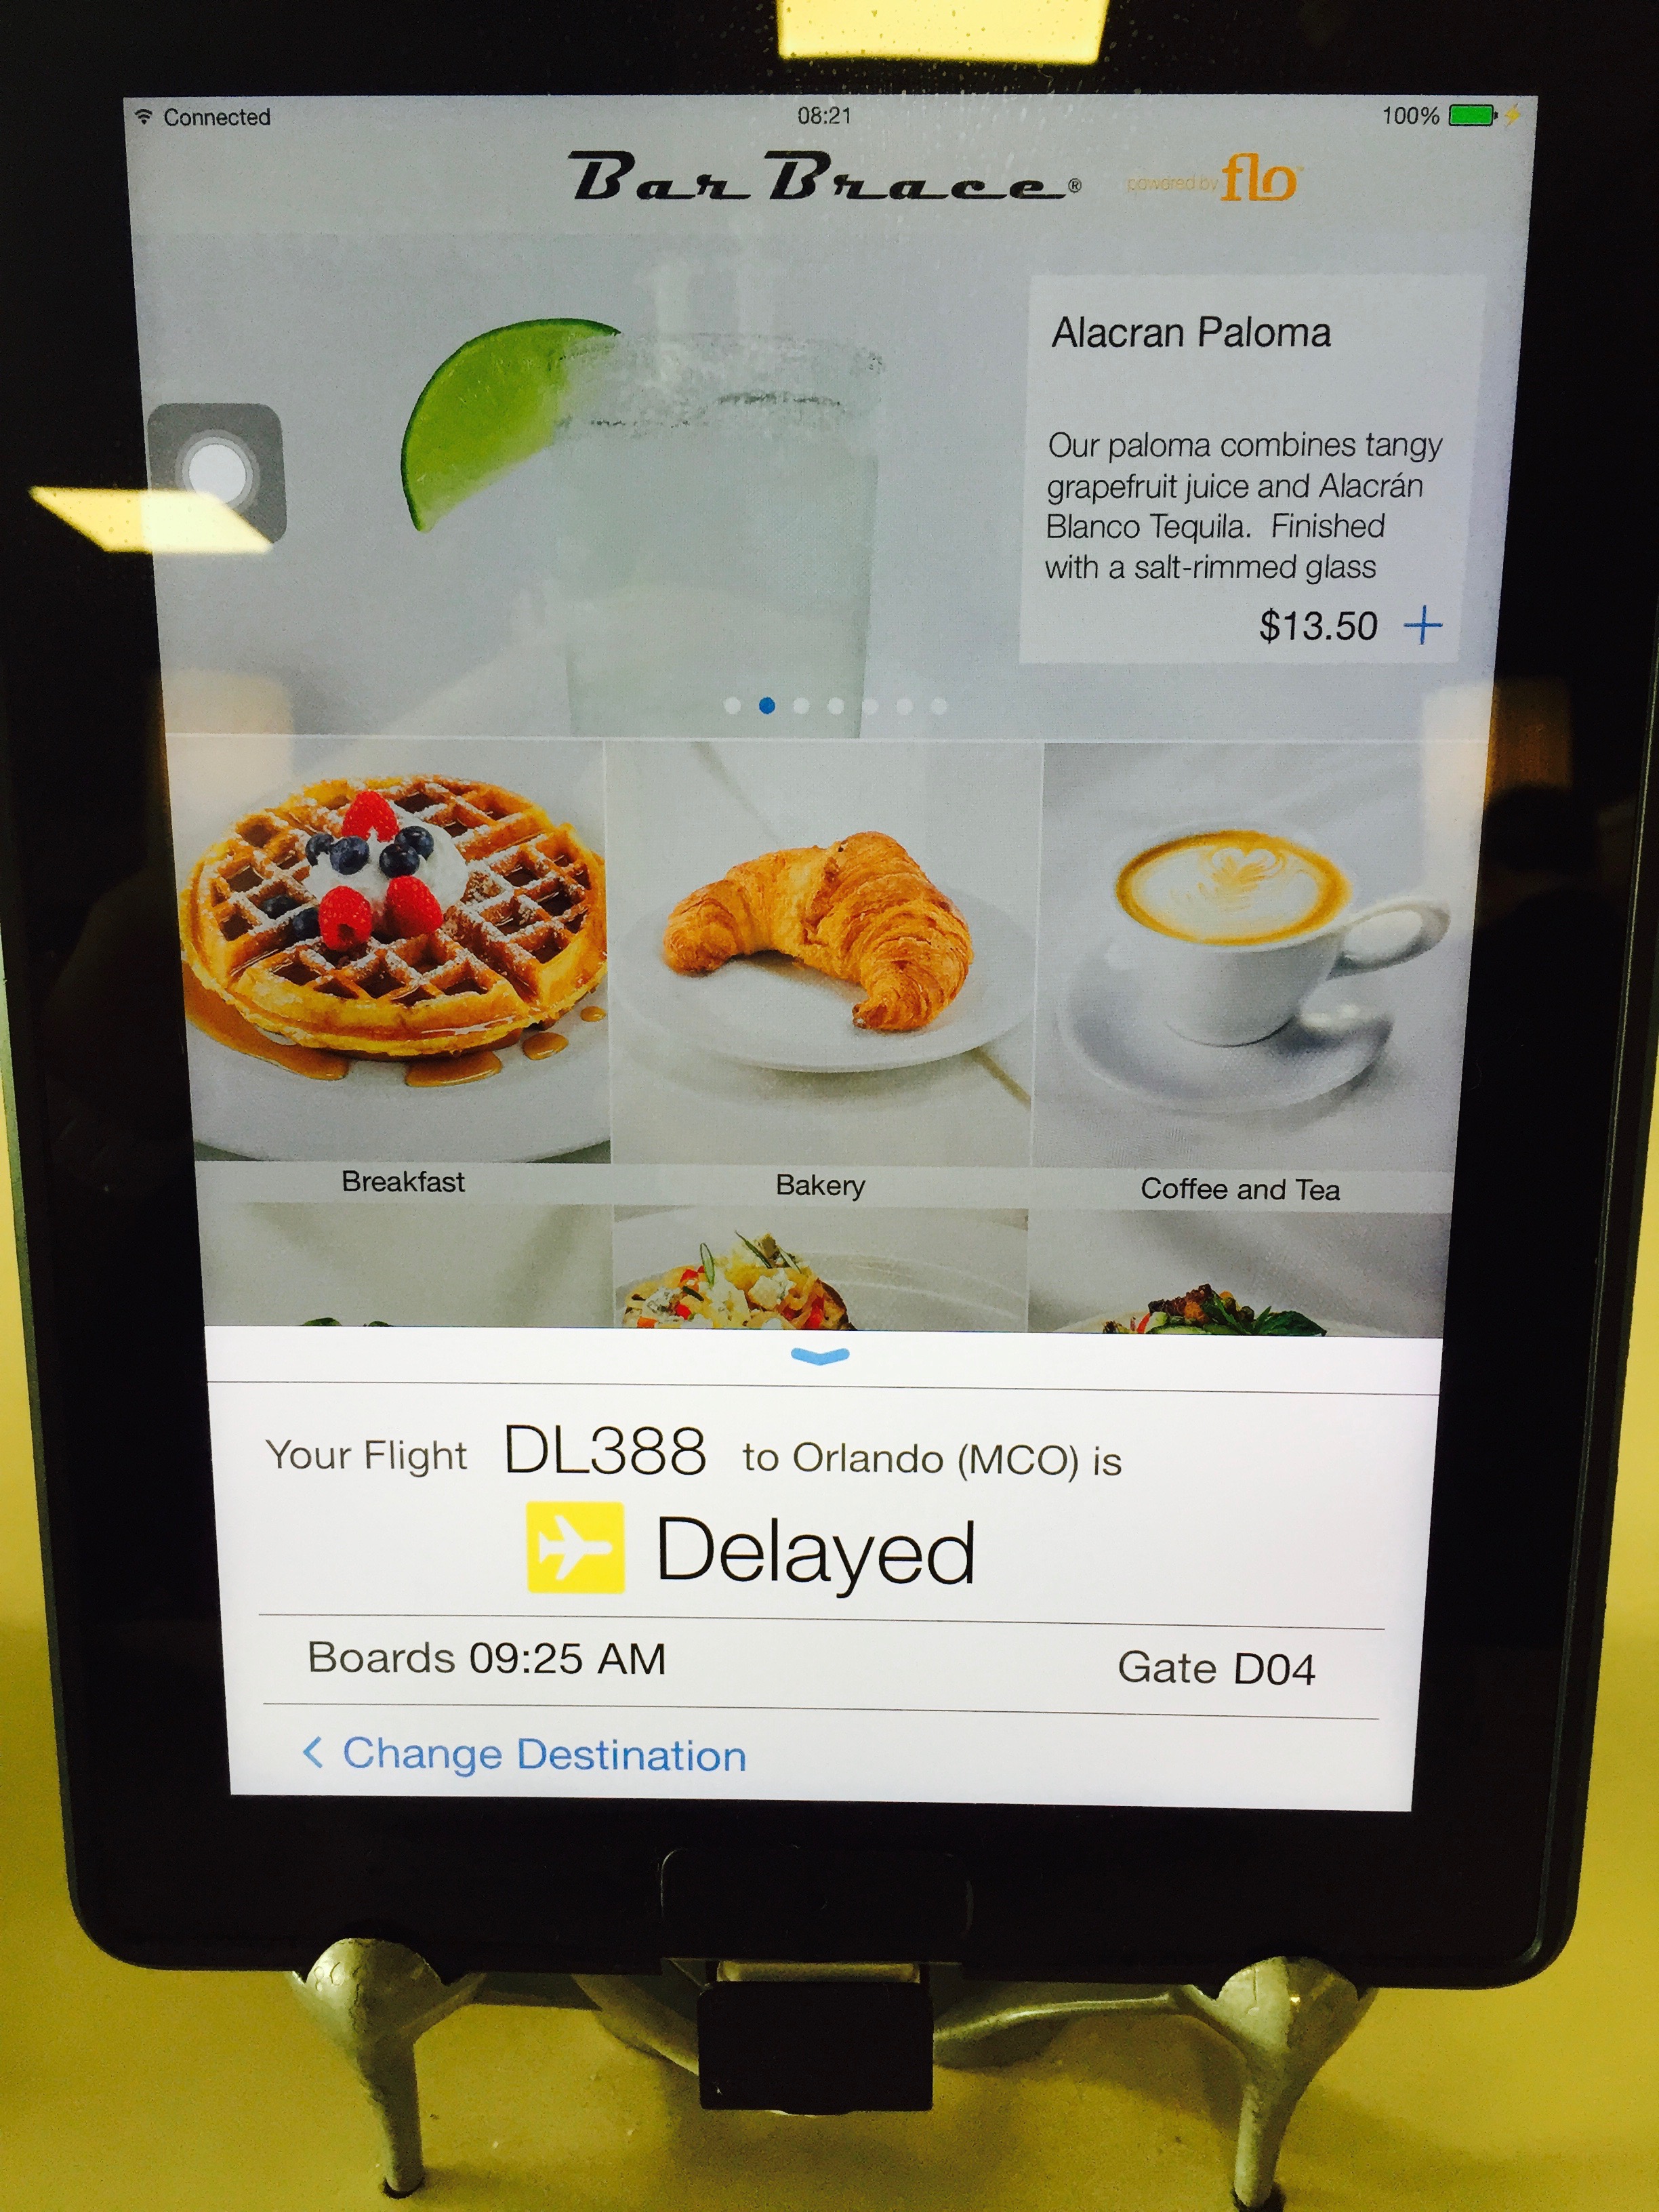 Connected 08:21 100%
Bar Brace® powered by flo
Alacran Paloma
Our paloma combines tangy
grapefruit juice and Alacrán
Blanco Tequila. Finished
with a salt-rimmed glass
$13.50 +
Breakfast Bakery Coffee and Tea
Your Flight DL388 to Orlando (MCO) is
Delayed
Boards 09:25 AM Gate D04
< Change Destination